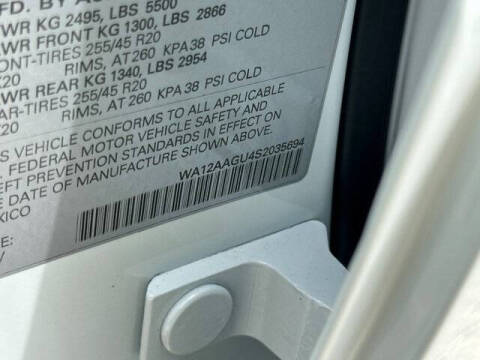 FD. BY AU
WR KG 2495, LBS 5500
WR FRONT KG 1300, LBS 2866
ONT-TIRES 255/45 R20
X20 RIMS, AT 260 KPA 38 PSI COLD
WR REAR KG 1340, LBS 2954
AR-TIRES 255/45 R20
20 RIMS, AT 260 KPA 38 PSI COLD
S VEHICLE CONFORMS TO ALL APPLICABLE
. FEDERAL MOTOR VEHICLE SAFETY AND
EFT PREVENTION STANDARDS IN EFFECT ON
E DATE OF MANUFACTURE SHOWN ABOVE.
XICO
WA12AAGU4S2035694
E:
V